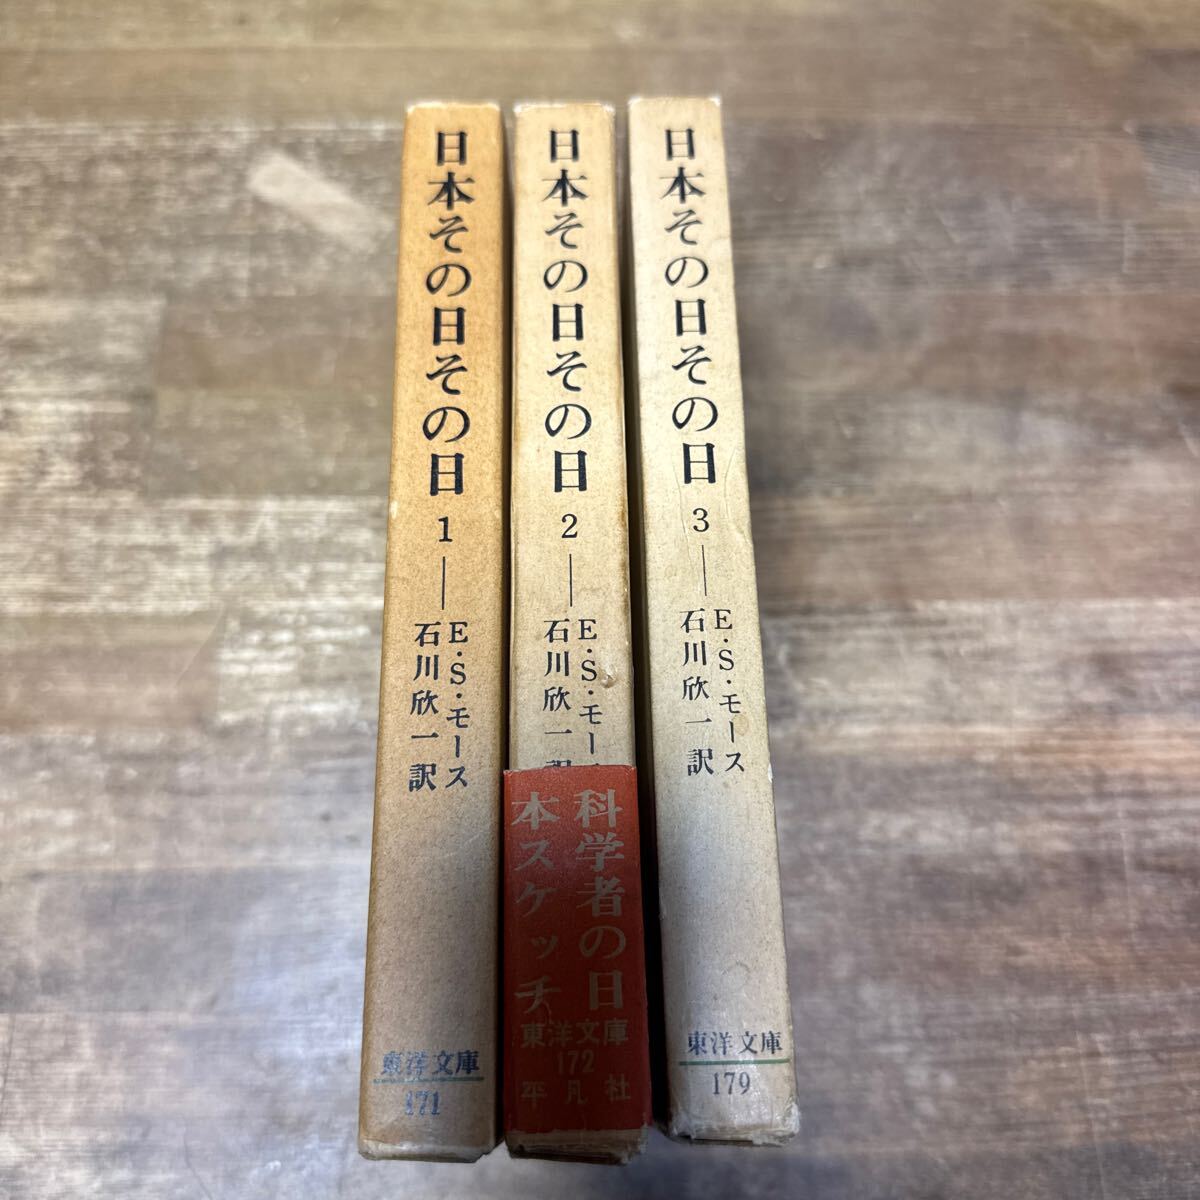 日本その日その日 1
E・S・モース
石川欣一訳
東洋文庫
171
日本その日その日 2
E・S・モー
石川欣一訳
科学者の日
本スケッチ
東洋文庫
172
平凡社
日本その日その日 3
E・S・モース
石川欣一訳
東洋文庫
179